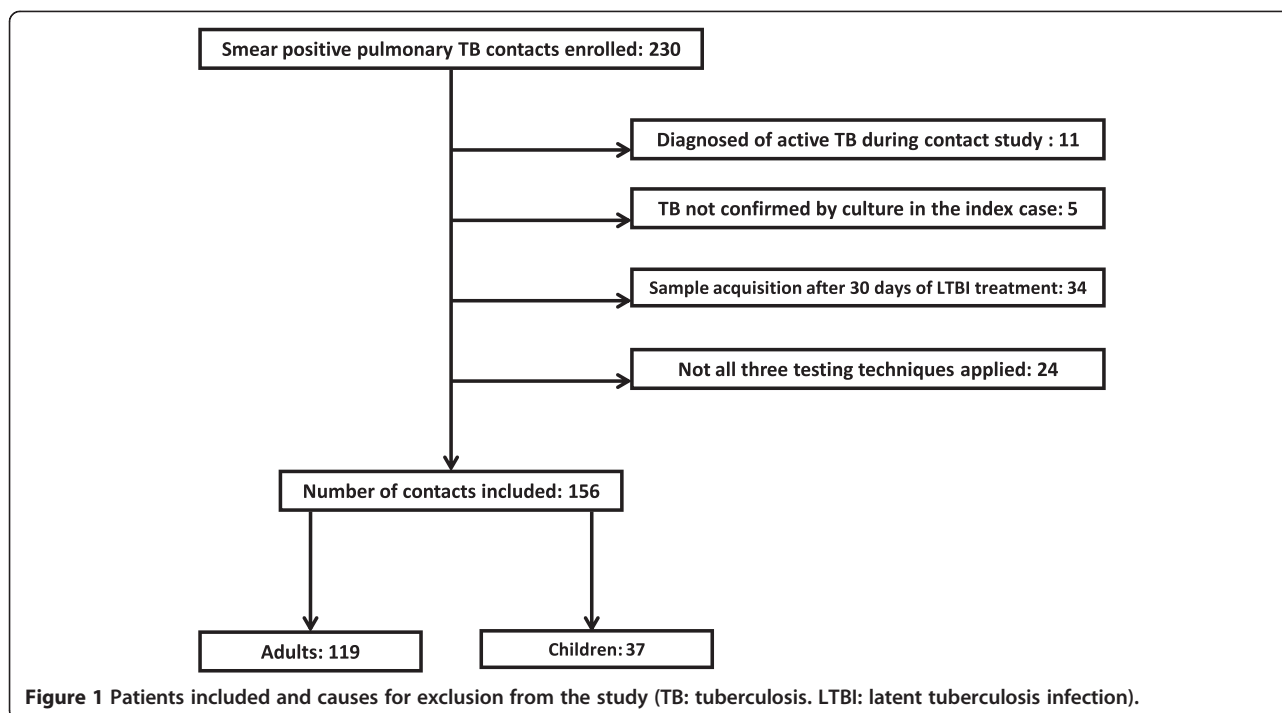 Smear positive pulmonary TB contacts enrolled: 230
Diagnosed of active TB during contact study : 11
TB not confirmed by culture in the index case: 5
Sample acquisition after 30 days of LTBI treatment: 34
Not all three testing techniques applied: 24
Number of contacts included: 156
Adults: 119
Children: 37
Figure 1 Patients included and causes for exclusion from the study (TB: tuberculosis. LTBI: latent tuberculosis infection).